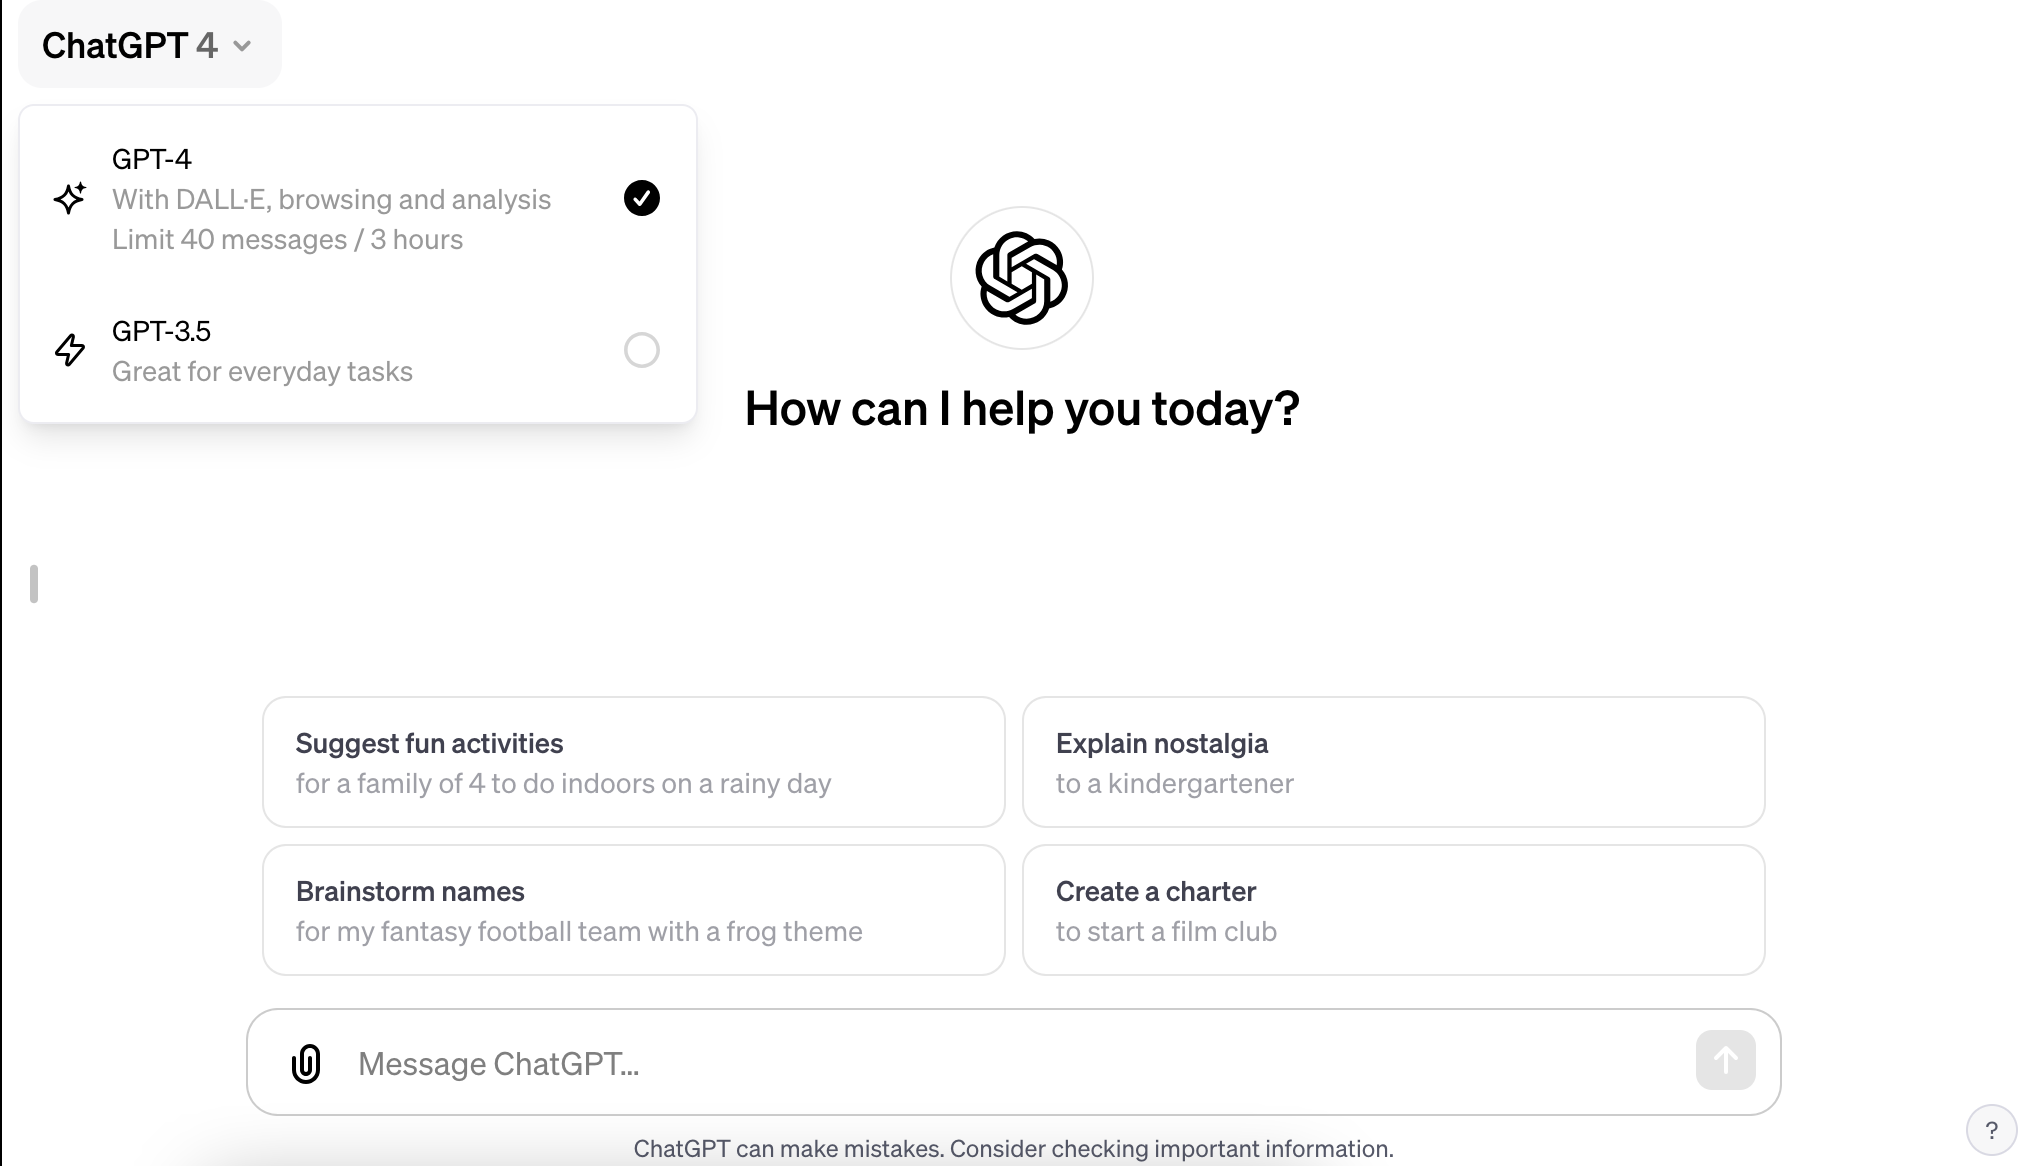 ChatGPT 4
GPT-4
With DALL·E, browsing and analysis
Limit 40 messages / 3 hours
GPT-3.5
Great for everyday tasks
How can I help you today?
Suggest fun activities
for a family of 4 to do indoors on a rainy day
Explain nostalgia
to a kindergartener
Brainstorm names
for my fantasy football team with a frog theme
Create a charter
to start a film club
Message ChatGPT…
ChatGPT can make mistakes. Consider checking important information.
?